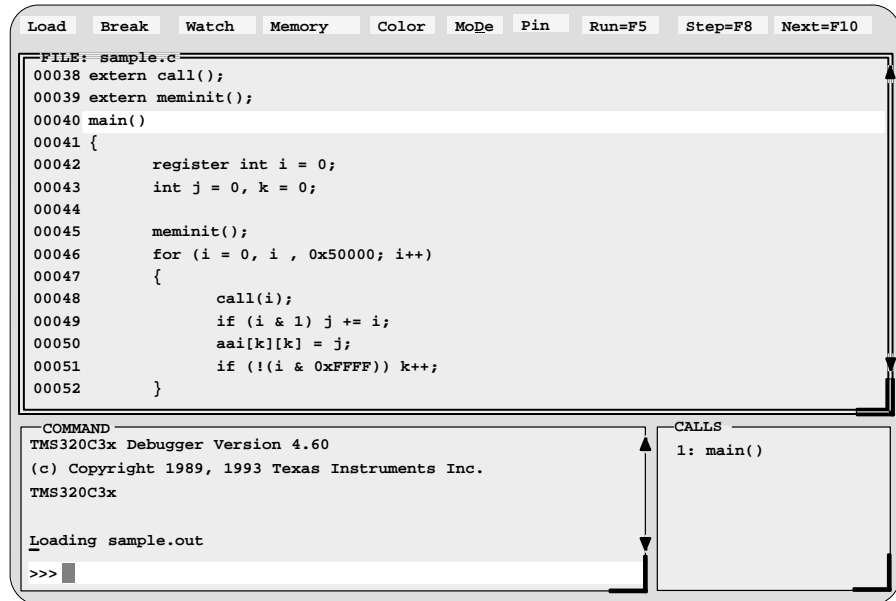 Load Break Watch Memory Color MoDe Pin Run=F5 Step=F8 Next=F10
FILE: sample.c
00038 extern call();
00039 extern meminit();
00040 main()
00041 {
00042 register int i = 0;
00043 int j = 0, k = 0;
00044
00045 meminit();
00046 for (i = 0, i , 0x50000; i++)
00047 {
00048 call(i);
00049 if (i & 1) j += i;
00050 aai[k][k] = j;
00051 if (!(i & 0xFFFF)) k++;
00052 }
COMMAND
TMS320C3x Debugger Version 4.60
(c) Copyright 1989, 1993 Texas Instruments Inc.
TMS320C3x
Loading sample.out
>>>
CALLS
1: main()